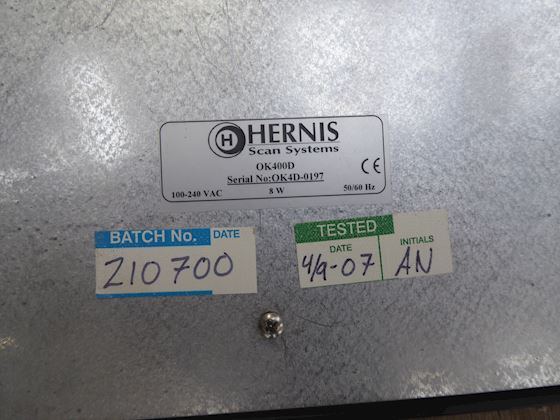 H HERNIS
Scan Systems
OK400D
Serial No:OK4D-0197
100-240 VAC 8 W 50/60 Hz
CE
BATCH No. DATE
210700
TESTED
DATE INITIALS
4/9-07 AN